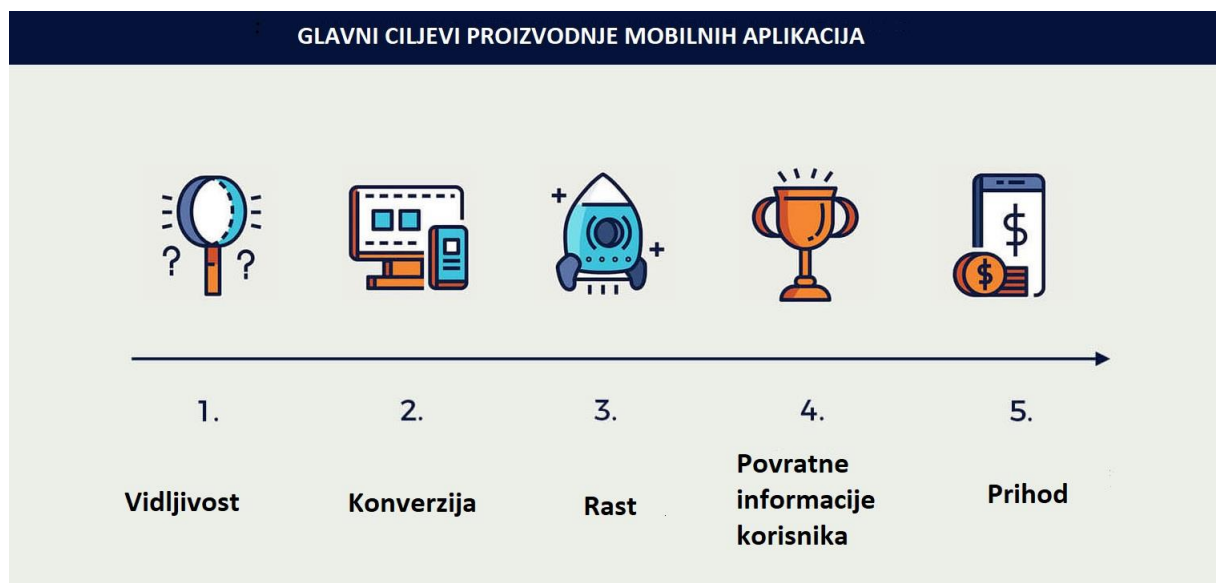 GLAVNI CILJEVI PROIZVODNJE MOBILNIH APLIKACIJA
? ?
$
$
1. 2. 3. 4. 5.
Vidljivost
Konverzija
Rast
Povratne
informacije
korisnika
Prihod